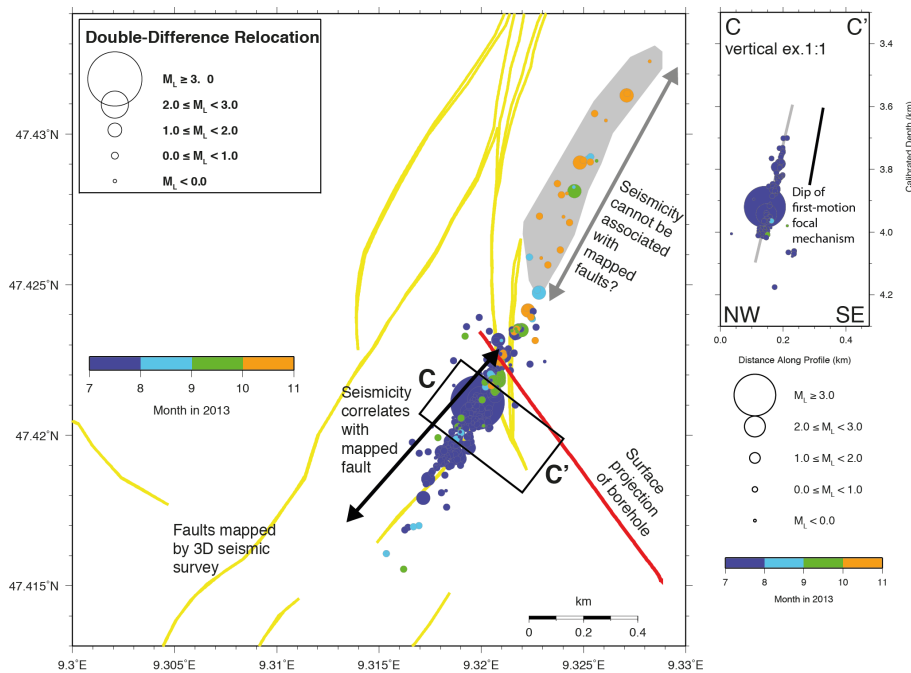 Double-Difference Relocation
M_L ≥ 3. 0
2.0 ≤ M_L < 3.0
1.0 ≤ M_L < 2.0
0.0 ≤ M_L < 1.0
M_L < 0.0
47.43°N
47.425°N
47.42°N
47.415°N
9.3°E
9.305°E
9.31°E
9.315°E
9.32°E
9.325°E
9.33°E
7
8
9
10
11
Month in 2013
Seismicity
correlates
with
mapped
fault
C
C'
Faults mapped
by 3D seismic
survey
Seismicity
cannot be
associated
with
mapped
faults?
Surface
projection
of borehole
km
0
0.2
0.4
C
C'
vertical ex.1:1
Dip of
first-motion
focal
mechanism
NW
SE
3.4
3.6
3.8
4.0
4.2
Calibrated Depth (km)
0.0
0.2
0.4
Distance Along Profile (km)
M_L ≥ 3.0
2.0 ≤ M_L < 3.0
1.0 ≤ M_L < 2.0
0.0 ≤ M_L < 1.0
M_L < 0.0
7
8
9
10
11
Month in 2013